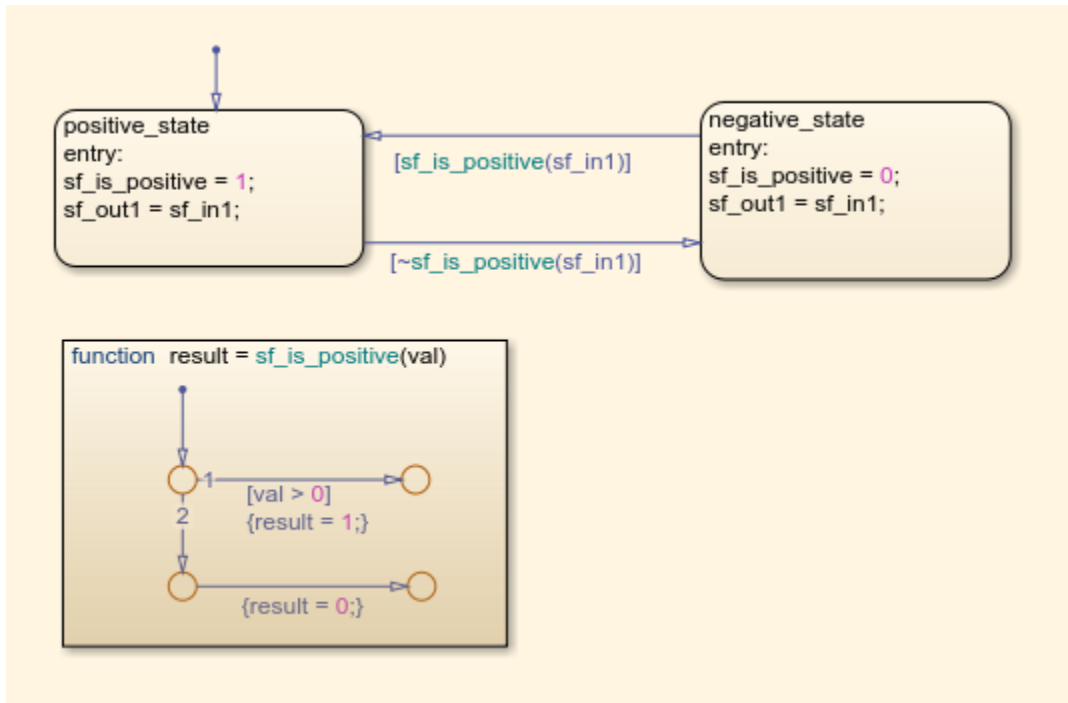 positive_state
entry:
sf_is_positive = 1;
sf_out1 = sf_in1;
[sf_is_positive(sf_in1)]
[~sf_is_positive(sf_in1)]
negative_state
entry:
sf_is_positive = 0;
sf_out1 = sf_in1;
function result = sf_is_positive(val)
1
[val > 0]
{result = 1;}
2
{result = 0;}